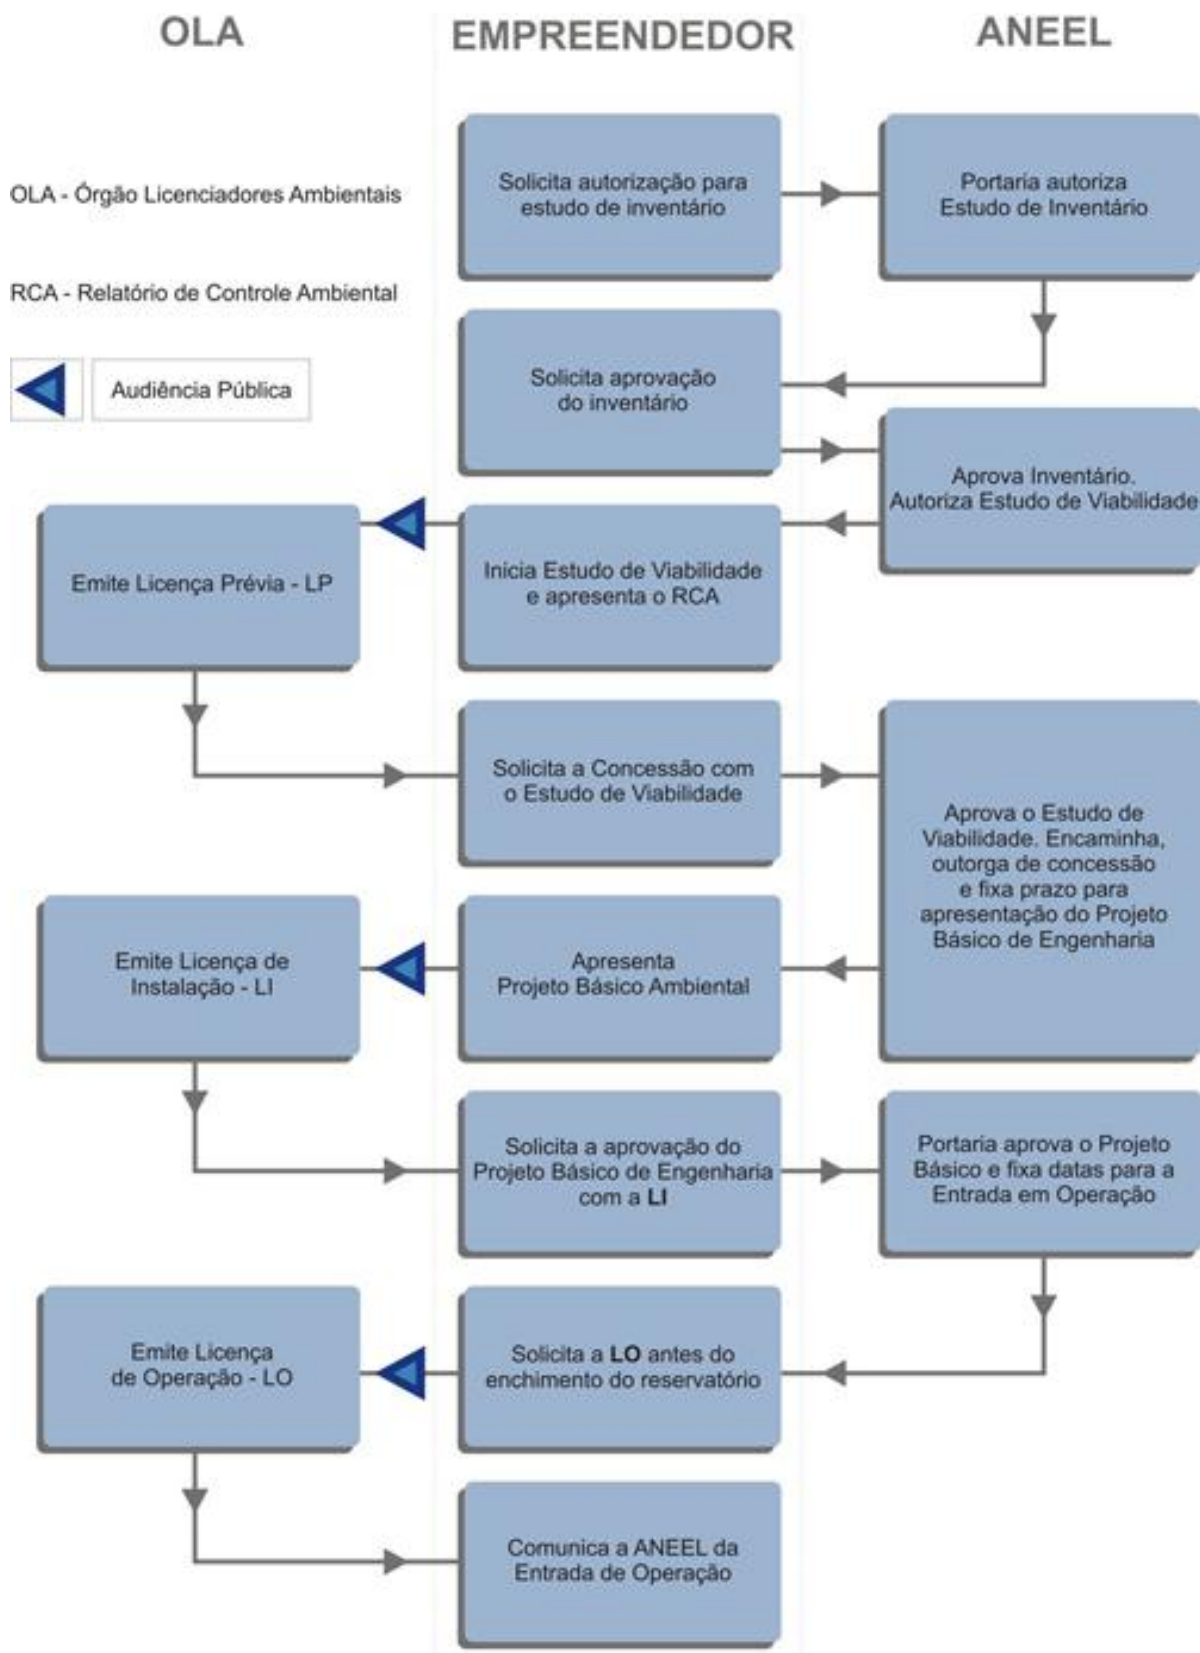 OLA
EMPREENDEDOR
ANEEL
OLA - Órgão Licenciadores Ambientais
RCA - Relatório de Controle Ambiental
Audiência Pública
Solicita autorização para
estudo de inventário
Portaria autoriza
Estudo de Inventário
Solicita aprovação
do inventário
Aprova Inventário.
Autoriza Estudo de Viabilidade
Inicia Estudo de Viabilidade
e apresenta o RCA
Emite Licença Prévia - LP
Solicita a Concessão com
o Estudo de Viabilidade
Aprova o Estudo de
Viabilidade. Encaminha,
outorga de concessão
e fixa prazo para
apresentação do Projeto
Básico de Engenharia
Apresenta
Projeto Básico Ambiental
Emite Licença de
Instalação - LI
Solicita a aprovação do
Projeto Básico de Engenharia
com a LI
Portaria aprova o Projeto
Básico e fixa datas para a
Entrada em Operação
Solicita a LO antes do
enchimento do reservatório
Emite Licença
de Operação - LO
Comunica a ANEEL da
Entrada de Operação